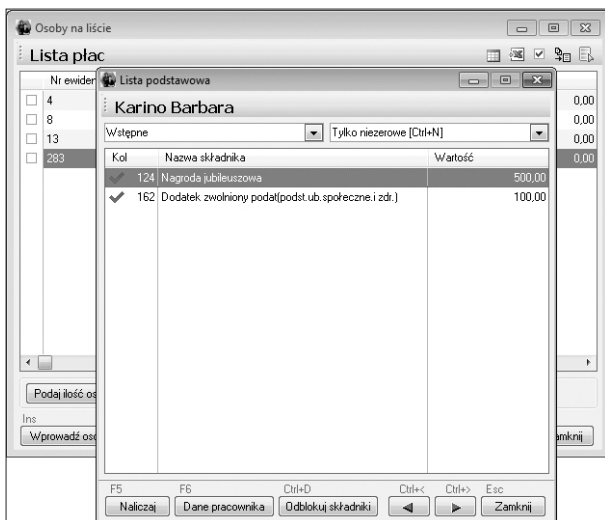 Osoby na liście
Lista płac
Nr ewiden
4 0,00
8 0,00
13 0,00
283 0,00
Podaj ilość os
Ins
Wprowadź oso
amknij
Lista podstawowa
Karino Barbara
Wstępne Tylko niezerowe [Ctrl+N]
Kol Nazwa składnika Wartość
124 Nagroda jubileuszowa 500,00
162 Dodatek zwolniony podat(podst.ub.społeczne.i zdr.) 100,00
F5 F6 Ctrl+D Ctrl+< Ctrl+> Esc
Naliczaj Dane pracownika Odblokuj składniki Zamknij